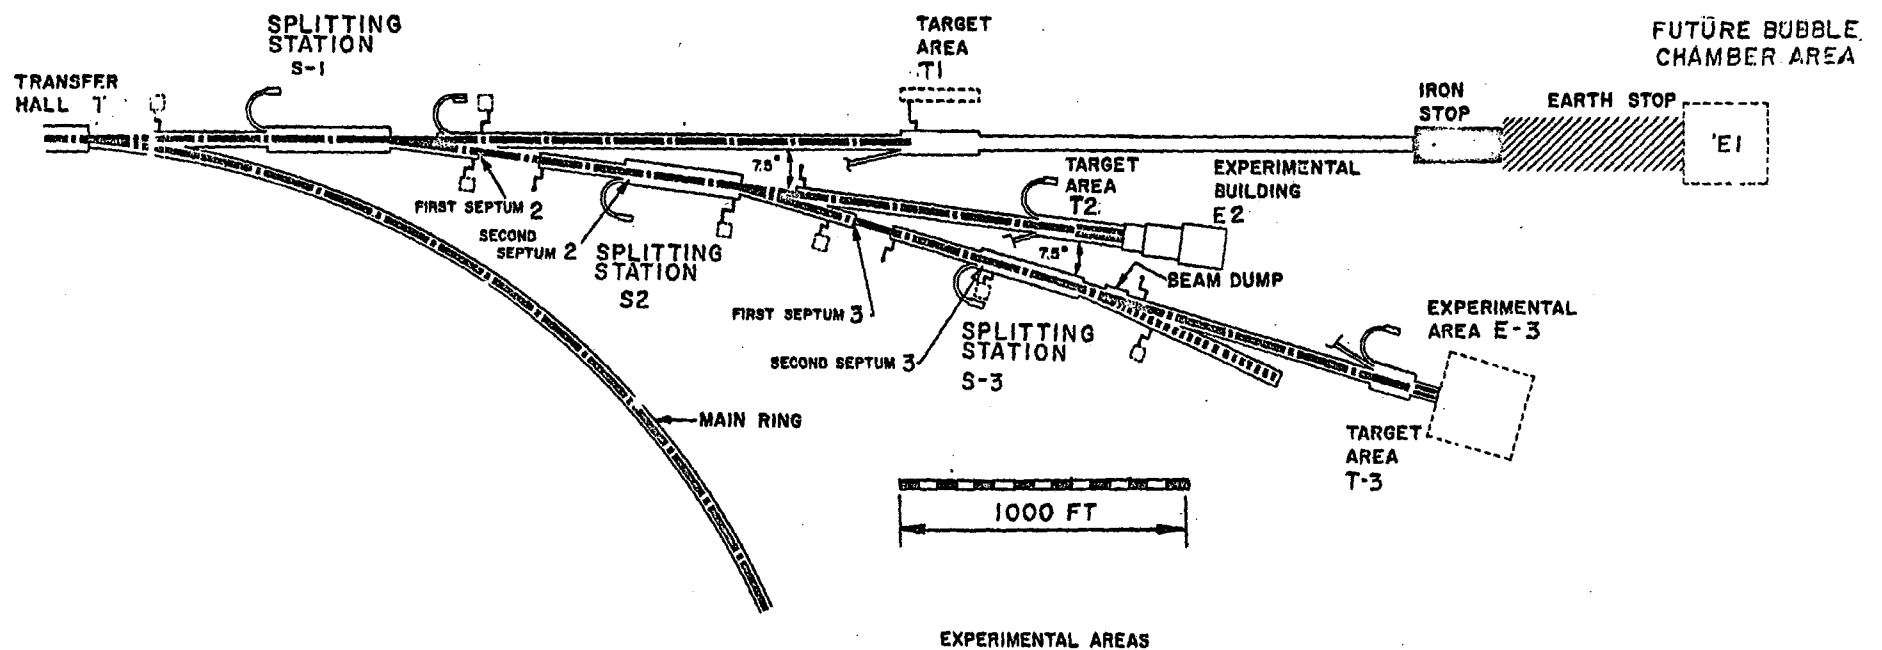 SPLITTING
STATION
S-1
TARGET
AREA
T1
FUTURE BUBBLE
CHAMBER AREA
TRANSFER
HALL T
IRON
STOP
EARTH STOP
E1
7.5°
TARGET
AREA
T2
EXPERIMENTAL
BUILDING
E2
FIRST SEPTUM 2
SECOND
SEPTUM 2
SPLITTING
STATION
S2
7.5°
BEAM DUMP
FIRST SEPTUM 3
SECOND SEPTUM 3
SPLITTING
STATION
S-3
EXPERIMENTAL
AREA E-3
MAIN RING
TARGET
AREA
T-3
1000 FT
EXPERIMENTAL AREAS